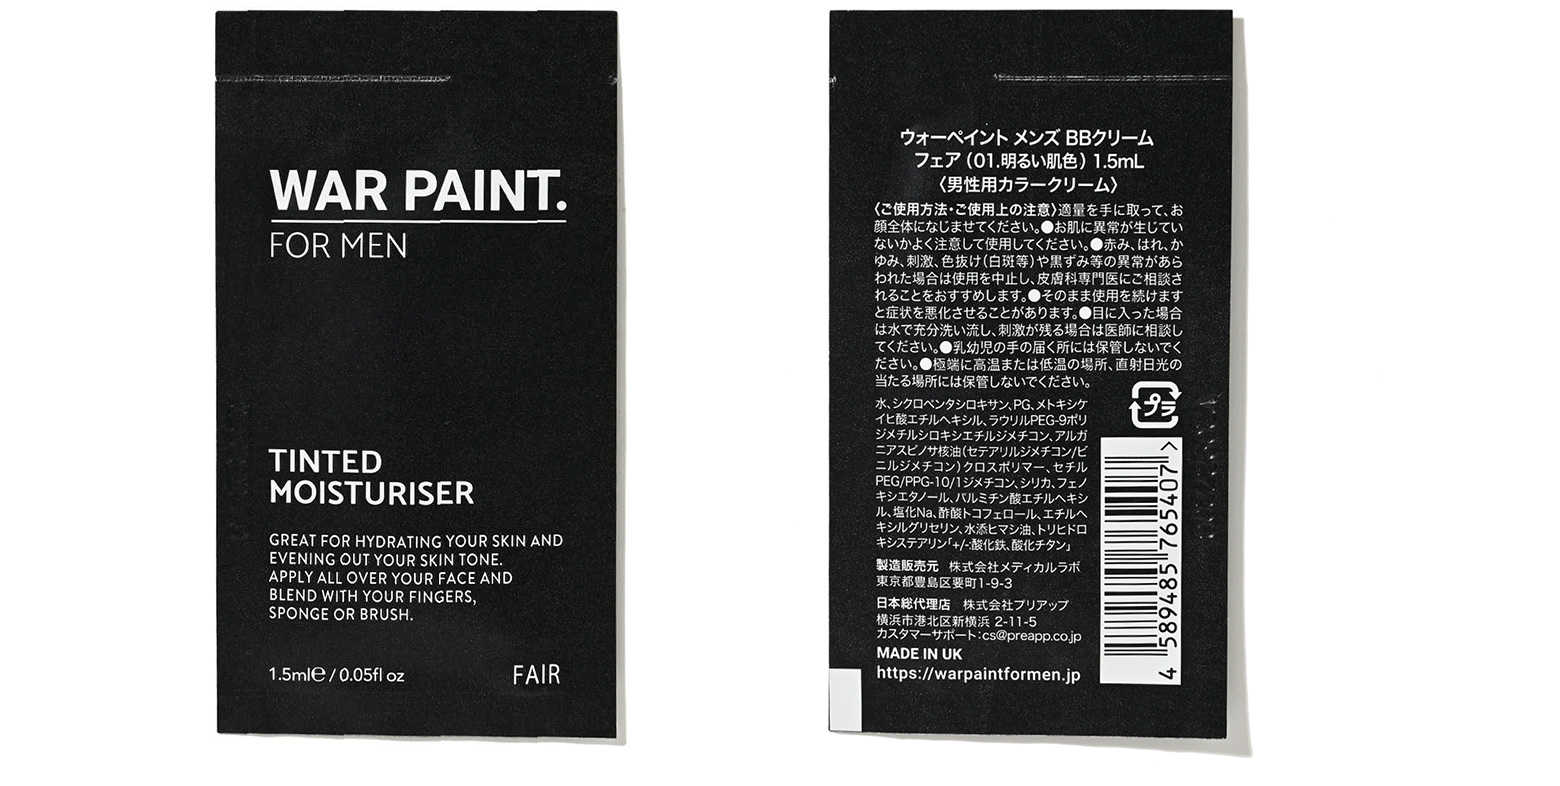 WAR PAINT.
FOR MEN
TINTED
MOISTURISER
GREAT FOR HYDRATING YOUR SKIN AND
EVENING OUT YOUR SKIN TONE.
APPLY ALL OVER YOUR FACE AND
BLEND WITH YOUR FINGERS,
SPONGE OR BRUSH.
1.5ml℮ / 0.05fl oz
FAIR
ウォーペイント メンズ BBクリーム
フェア（01.明るい肌色）1.5mL
〈男性用カラークリーム〉
〈ご使用方法・ご使用上の注意〉適量を手に取って、お
顔全体になじませてください。●お肌に異常が生じてい
ないかよく注意して使用してください。●赤み、はれ、か
ゆみ、刺激、色抜け（白斑等）や黒ずみ等の異常があら
われた場合は使用を中止し、皮膚科専門医にご相談さ
れることをおすすめします。●そのまま使用を続けます
と症状を悪化させることがあります。●目に入った場合
は水で充分洗い流し、刺激が残る場合は医師に相談し
てください。●乳幼児の手の届く所には保管しないでく
ださい。●極端に高温または低温の場所、直射日光の
当たる場所には保管しないでください。
プラ
水、シクロペンタシロキサン、PG、メトキシケ
イヒ酸エチルヘキシル、ラウリルPEG-9ポリ
ジメチルシロキシエチルジメチコン、アルガ
ニアスピノサ核油（セテアリルジメチコン/ビ
ニルジメチコン）クロスポリマー、セチル
PEG/PPG-10/1ジメチコン、シリカ、フェノ
キシエタノール、パルミチン酸エチルヘキシ
ル、塩化Na、酢酸トコフェロール、エチルヘ
キシルグリセリン、水添ヒマシ油、トリヒドロ
キシステアリン「+/-:酸化鉄、酸化チタン」
製造販売元 株式会社メディカルラボ
東京都豊島区要町1-9-3
日本総代理店 株式会社プリアップ
横浜市港北区新横浜 2-11-5
カスタマーサポート：cs@preapp.co.jp
MADE IN UK
https://warpaintformen.jp
4 589485 765407 >